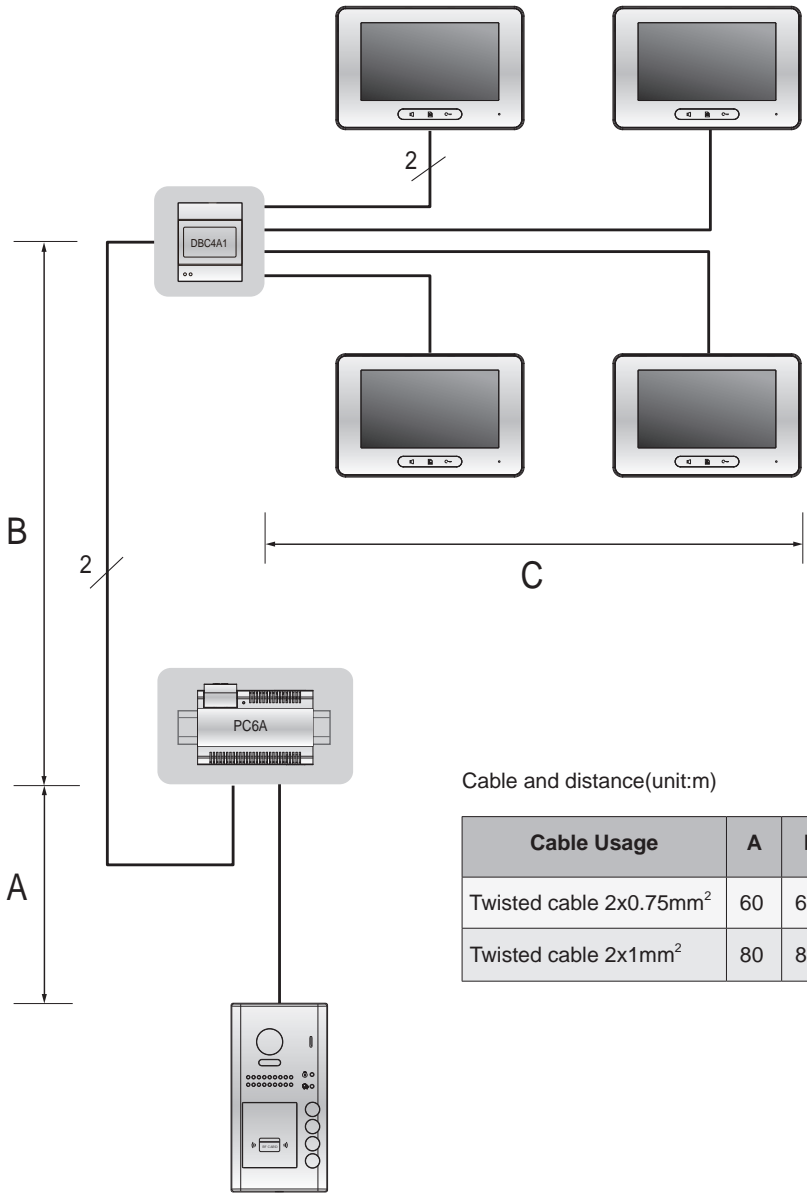 2
DBC4A1
B
2
C
PC6A
Cable and distance(unit:m)
Cable Usage A
Twisted cable 2x0.75mm² 60 6
Twisted cable 2x1mm² 80 8
A